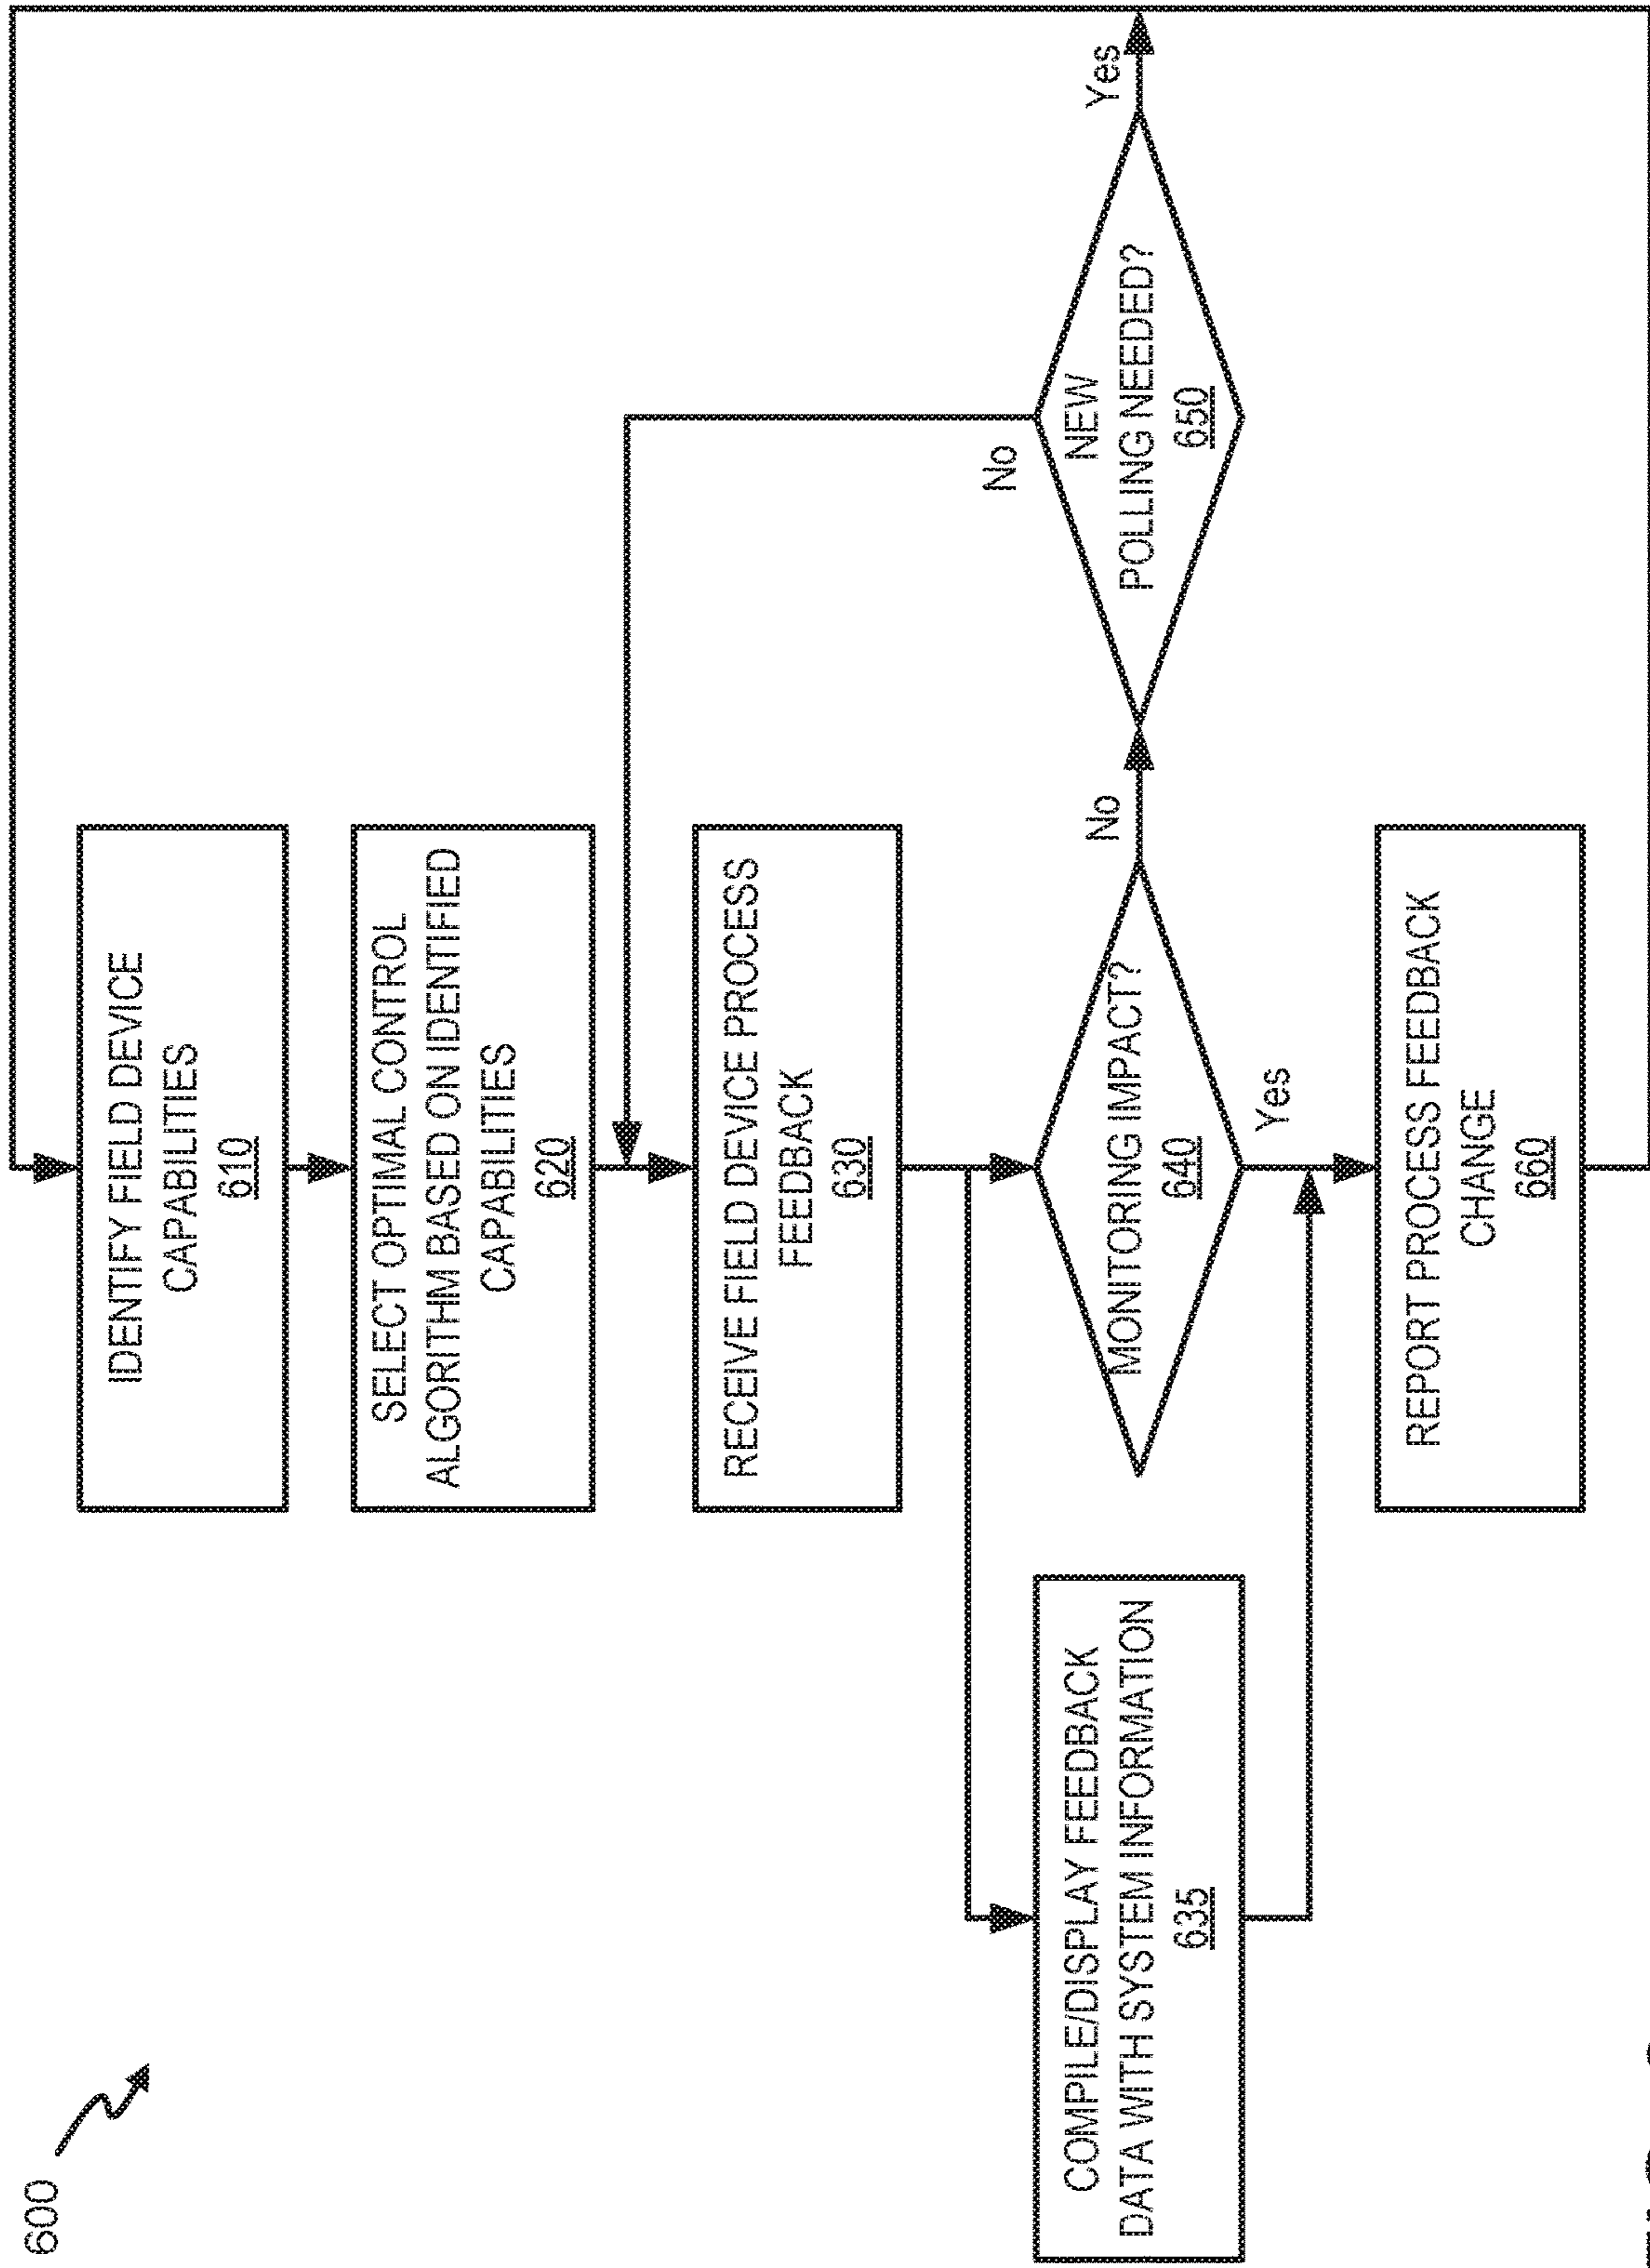 600
IDENTIFY FIELD DEVICE
CAPABILITIES
610
SELECT OPTIMAL CONTROL
ALGORITHM BASED ON IDENTIFIED
CAPABILITIES
620
RECEIVE FIELD DEVICE PROCESS
FEEDBACK
630
COMPILE/DISPLAY FEEDBACK
DATA WITH SYSTEM INFORMATION
635
MONITORING IMPACT?
640
No
Yes
NEW
POLLING NEEDED?
650
No
Yes
REPORT PROCESS FEEDBACK
CHANGE
660